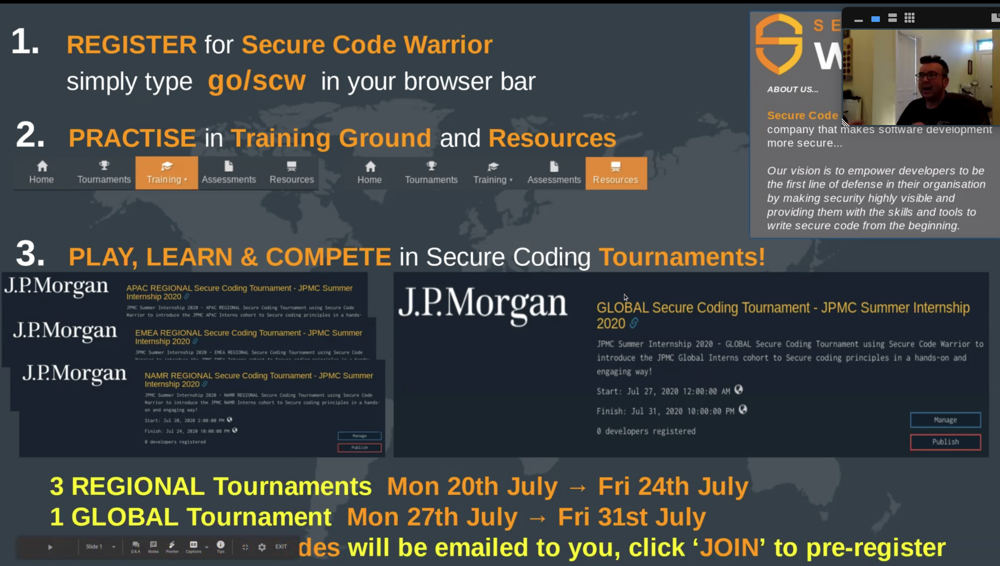 1. REGISTER for Secure Code Warrior
simply type go/scw in your browser bar
2. PRACTISE in Training Ground and Resources
Home Tournaments Training Assessments Resources
Home Tournaments Training Assessments Resources
3. PLAY, LEARN & COMPETE in Secure Coding Tournaments!
J.P.Morgan
APAC REGIONAL Secure Coding Tournament - JPMC Summer
Internship 2020
JPMC Summer Internship 2020 - APAC REGIONAL Secure Coding Tournament using Secure Code
Warrior to introduce the JPMC APAC Interns cohort to Secure coding principles in a hands-
J.P.Morgan
EMEA REGIONAL Secure Coding Tournament - JPMC Summer
Internship 2020
JPMC Summer Internship 2020 - EMEA REGIONAL Secure Coding Tournament using Secure Code
J.P.Morgan
NAMR REGIONAL Secure Coding Tournament - JPMC Summer
Internship 2020
JPMC Summer Internship 2020 - NAMR REGIONAL Secure Coding Tournament using Secure Code
Warrior to introduce the JPMC NAMR Interns cohort to Secure coding principles in a hands-
on and engaging way!
Start: Jul 20, 2020 2:00:00 PM
Finish: Jul 24, 2020 10:00:00 PM
0 developers registered
Manage
Publish
J.P.Morgan
GLOBAL Secure Coding Tournament - JPMC Summer Internship
2020
JPMC Summer Internship 2020 - GLOBAL Secure Coding Tournament using Secure Code Warrior to
introduce the JPMC Global Interns cohort to Secure coding principles in a hands-on and
engaging way!
Start: Jul 27, 2020 12:00:00 AM
Finish: Jul 31, 2020 10:00:00 PM
0 developers registered
Manage
Publish
SE
W
ABOUT US...
Secure Code
company that makes software development
more secure...
Our vision is to empower developers to be
the first line of defense in their organisation
by making security highly visible and
providing them with the skills and tools to
write secure code from the beginning.
3 REGIONAL Tournaments Mon 20th July → Fri 24th July
1 GLOBAL Tournament Mon 27th July → Fri 31st July
des will be emailed to you, click ‘JOIN’ to pre-register
Slide 1 Q&A Notes Pointer Captions Tips EXIT